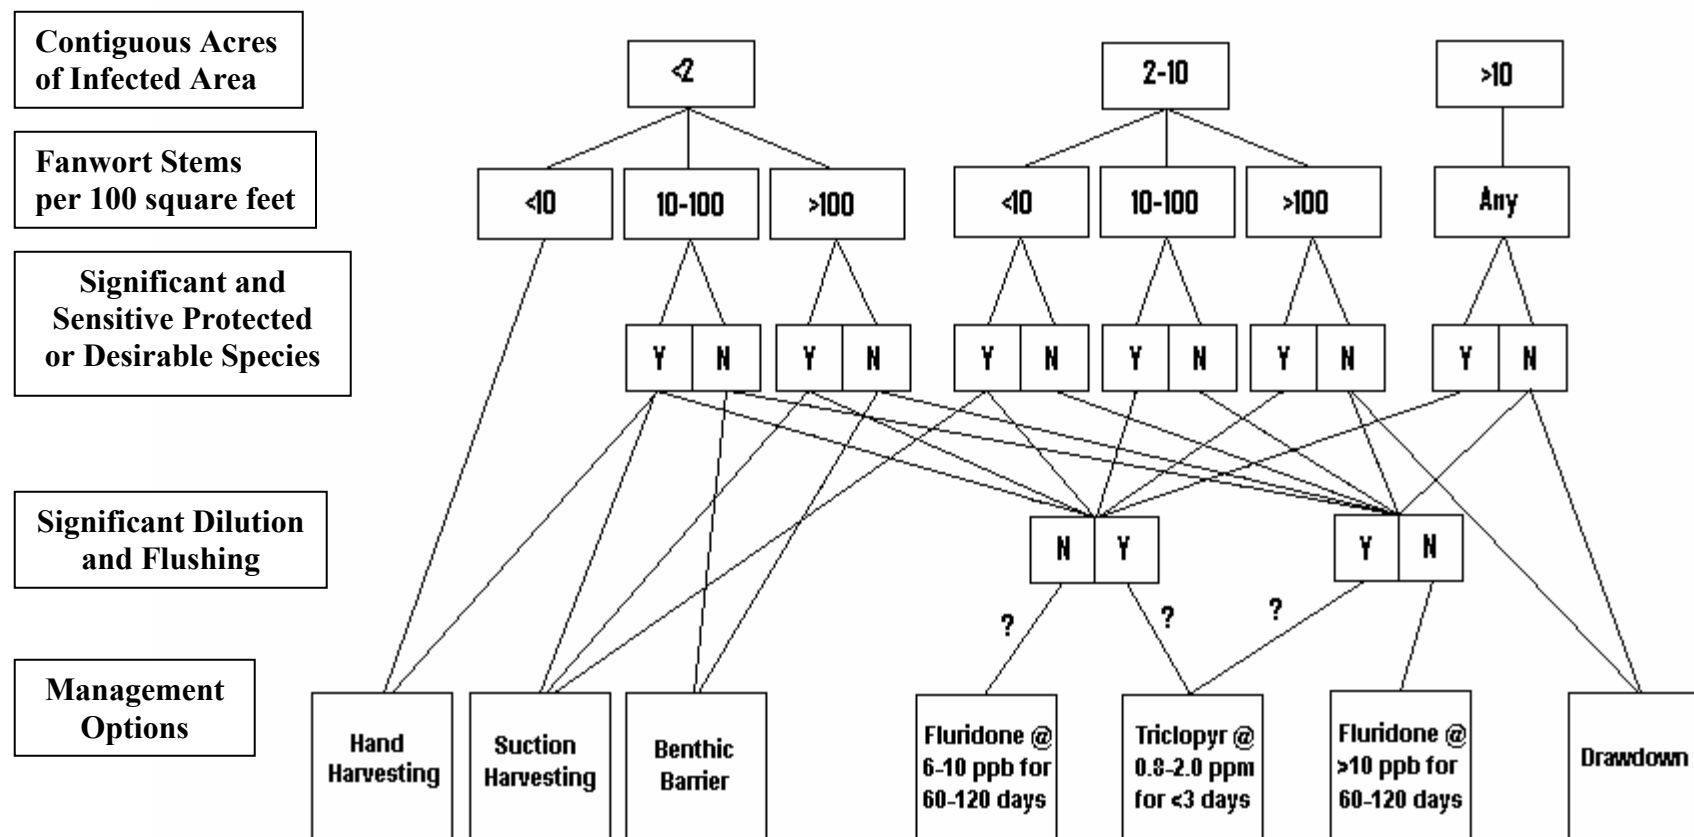 Contiguous Acres
of Infected Area
<2
2-10
>10
Fanwort Stems
per 100 square feet
<10
10-100
>100
<10
10-100
>100
Any
Significant and
Sensitive Protected
or Desirable Species
Y N
Y N
Y N
Y N
Y N
Y N
Significant Dilution
and Flushing
N Y
Y N
?
?
?
Management
Options
Hand
Harvesting
Suction
Harvesting
Benthic
Barrier
Fluridone @
6-10 ppb for
60-120 days
Triclopyr @
0.8-2.0 ppm
for <3 days
Fluridone @
>10 ppb for
60-120 days
Drawdown